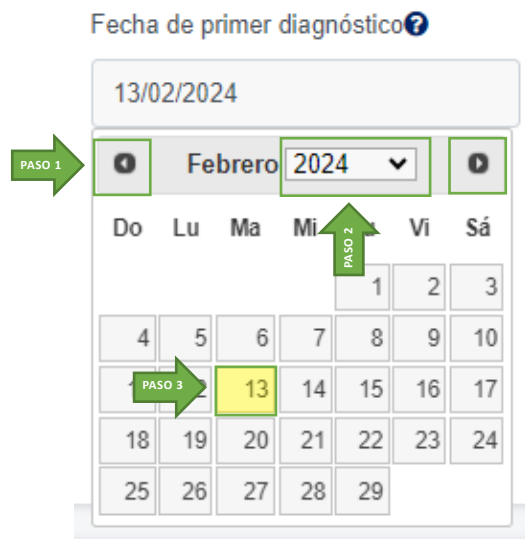 Fecha de primer diagnóstico?
13/02/2024
PASO 1
Febrero 2024
Do Lu Ma Mi Vi Sá
PASO 2
1 2 3
4 5 6 7 8 9 10
PASO 3 13 14 15 16 17
18 19 20 21 22 23 24
25 26 27 28 29